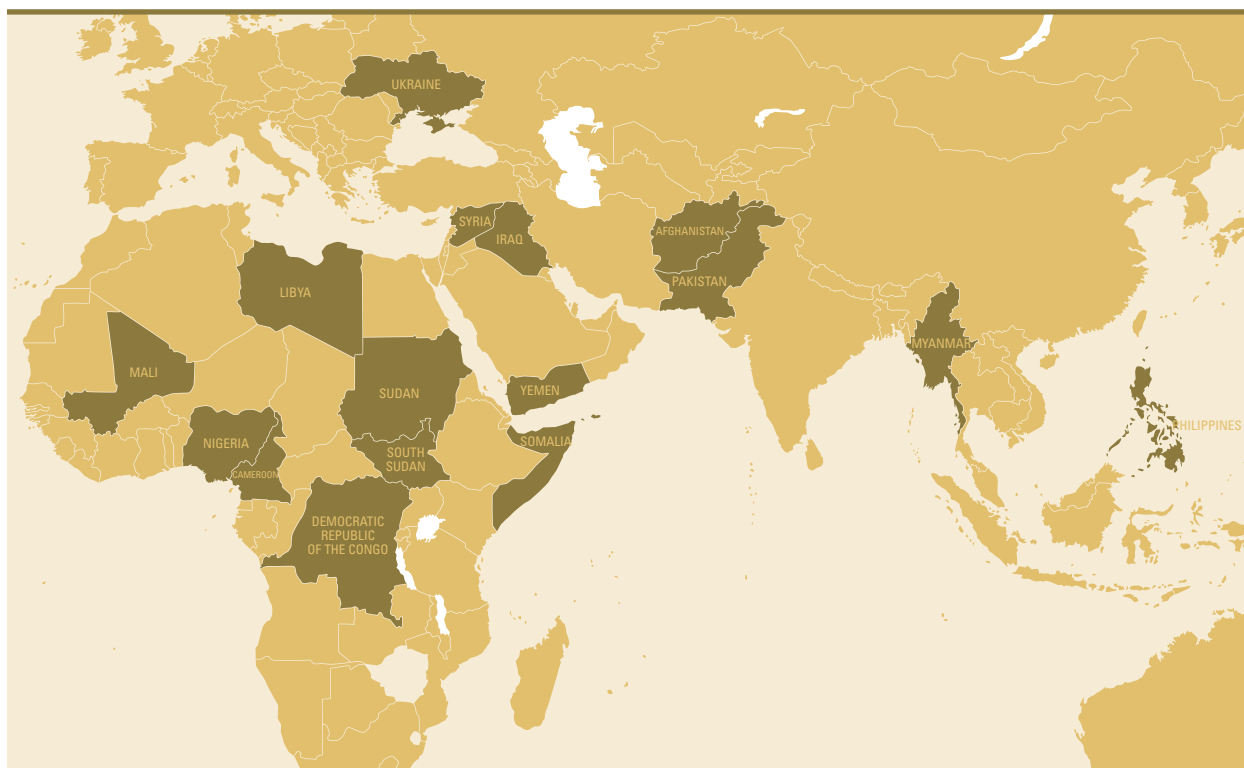 UKRAINE
SYRIA
IRAQ
AFGHANISTAN
PAKISTAN
LIBYA
MYANMAR
MALI
SUDAN
YEMEN
PHILIPPINES
NIGERIA
SOMALIA
SOUTH
SUDAN
CAMEROON
DEMOCRATIC
REPUBLIC
OF THE CONGO